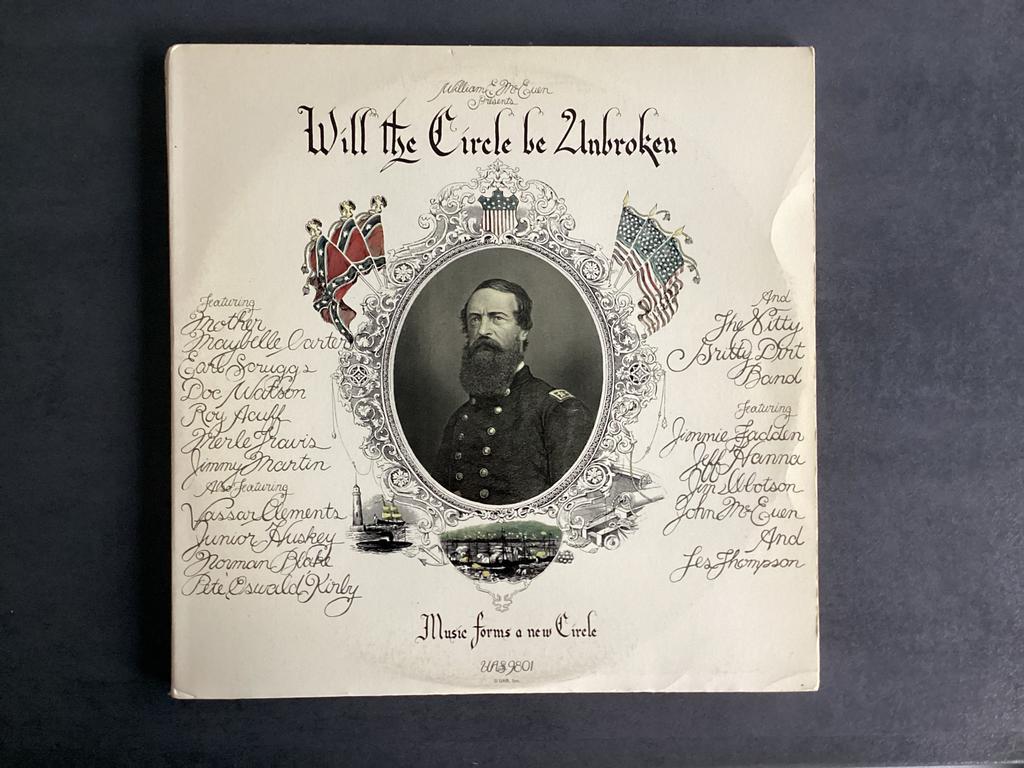 William E. McEuen
Presents
Will the Circle be Unbroken
Featuring
Mother
Maybelle Carter
Earl Scruggs
Doc Watson
Roy Acuff
Merle Travis
Jimmy Martin
Also Featuring
Vassar Clements
Junior Huskey
Norman Blake
Pete Oswald Kirby
And
The Nitty
Gritty Dirt
Band
Featuring
Jimmie Fadden
Jeff Hanna
Jim Ibbotson
John McEuen
And
Les Thompson
Music forms a new Circle
UAS 9801
© UAR, Inc.